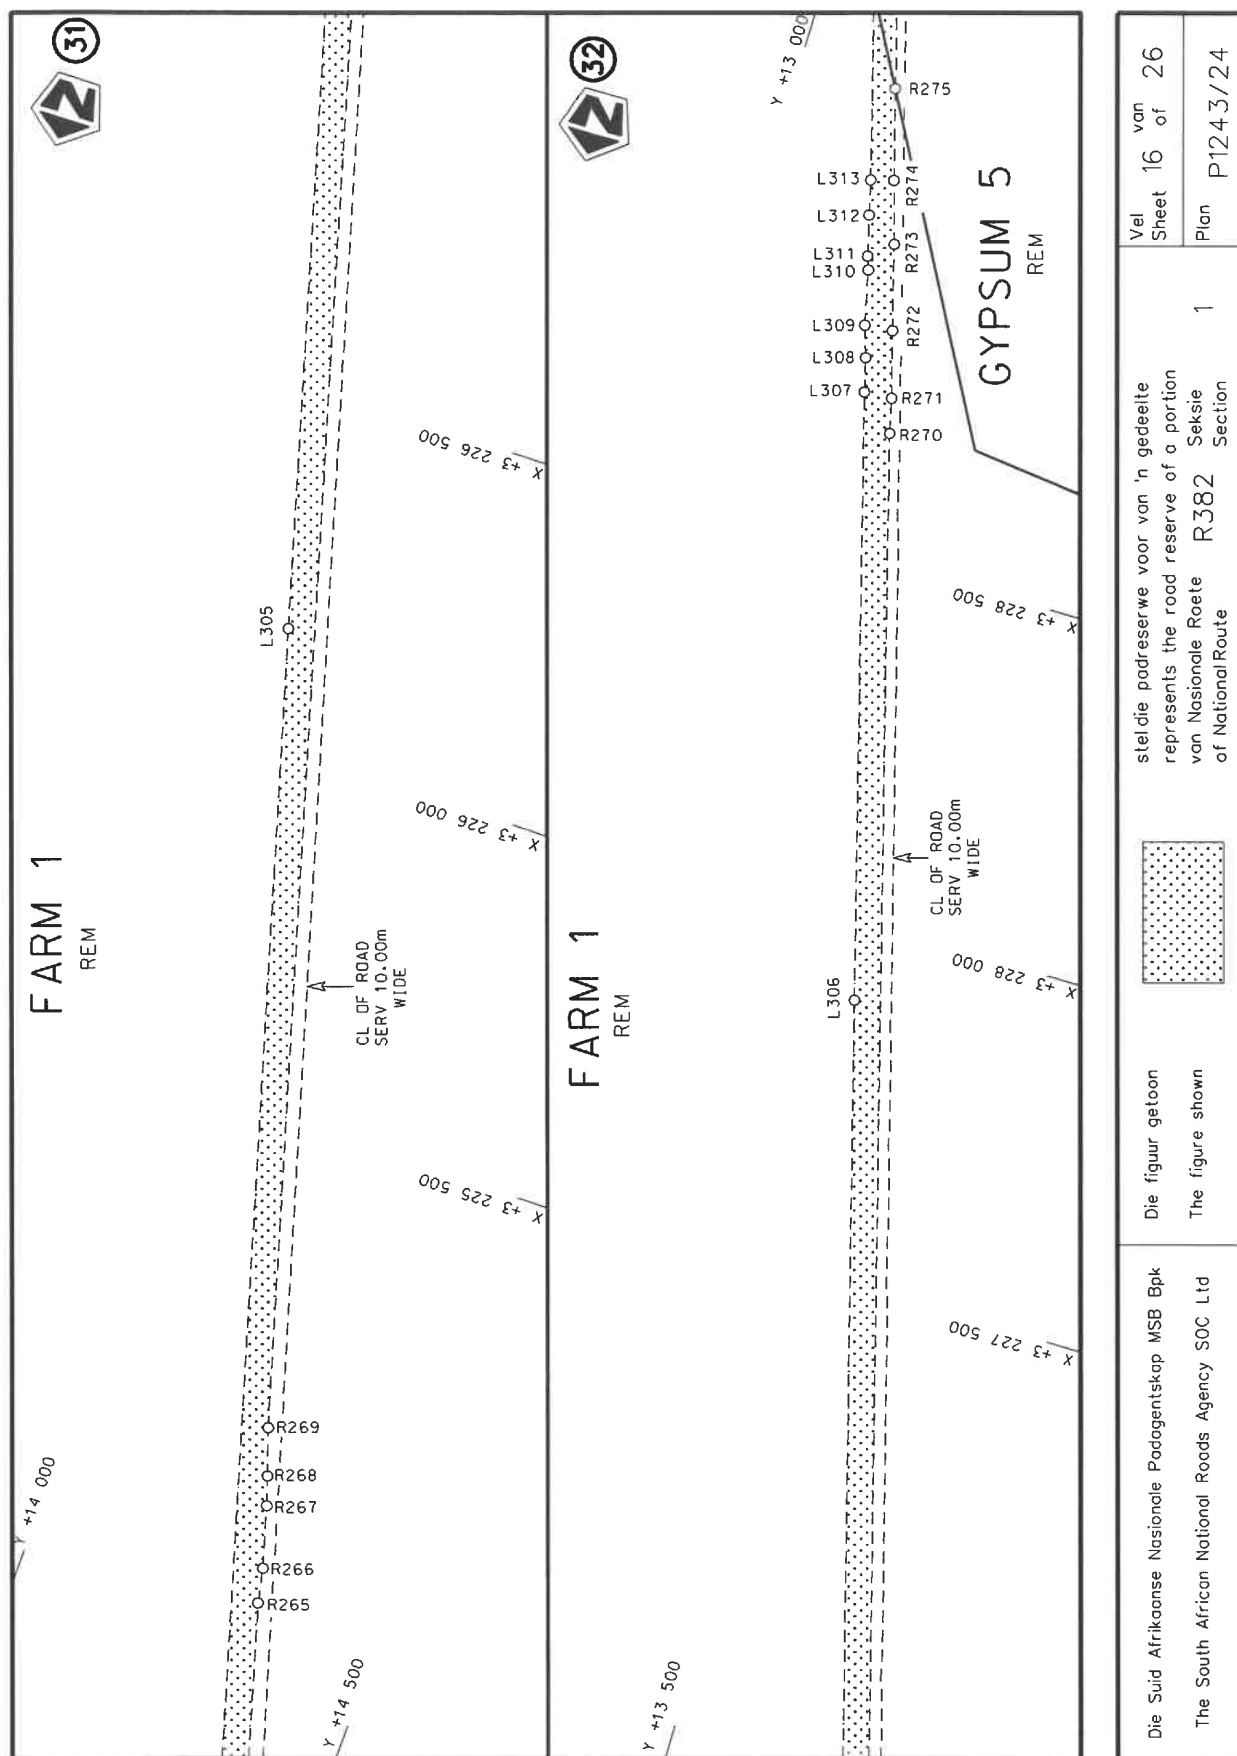 31
FARM 1
REM
L305
X +3 226 500
X +3 226 000
X +3 225 500
CL OF ROAD
SERV 10.00m
WIDE
R269
R268
R267
R266
R265
Y +14 000
Y +14 500
32
Y +13 000
R275
L313
R274
L312
L311
R273
L310
L309
R272
L308
L307
R271
R270
GYPSUM 5
REM
FARM 1
REM
L306
X +3 228 500
X +3 228 000
X +3 227 500
CL OF ROAD
SERV 10.00m
WIDE
Y +13 500
Die Suid Afrikaanse Nasionale Padagentskap MSB Bpk
The South African National Roads Agency SOC Ltd
Die figuur getoon
The figure shown
stel die padreserwe voor van 'n gedeelte
represents the road reserve of a portion
van Nasionale Roete R382 Seksie 1
of National Route Section
Vel 16 van 26
Sheet of
Plan P1243/24